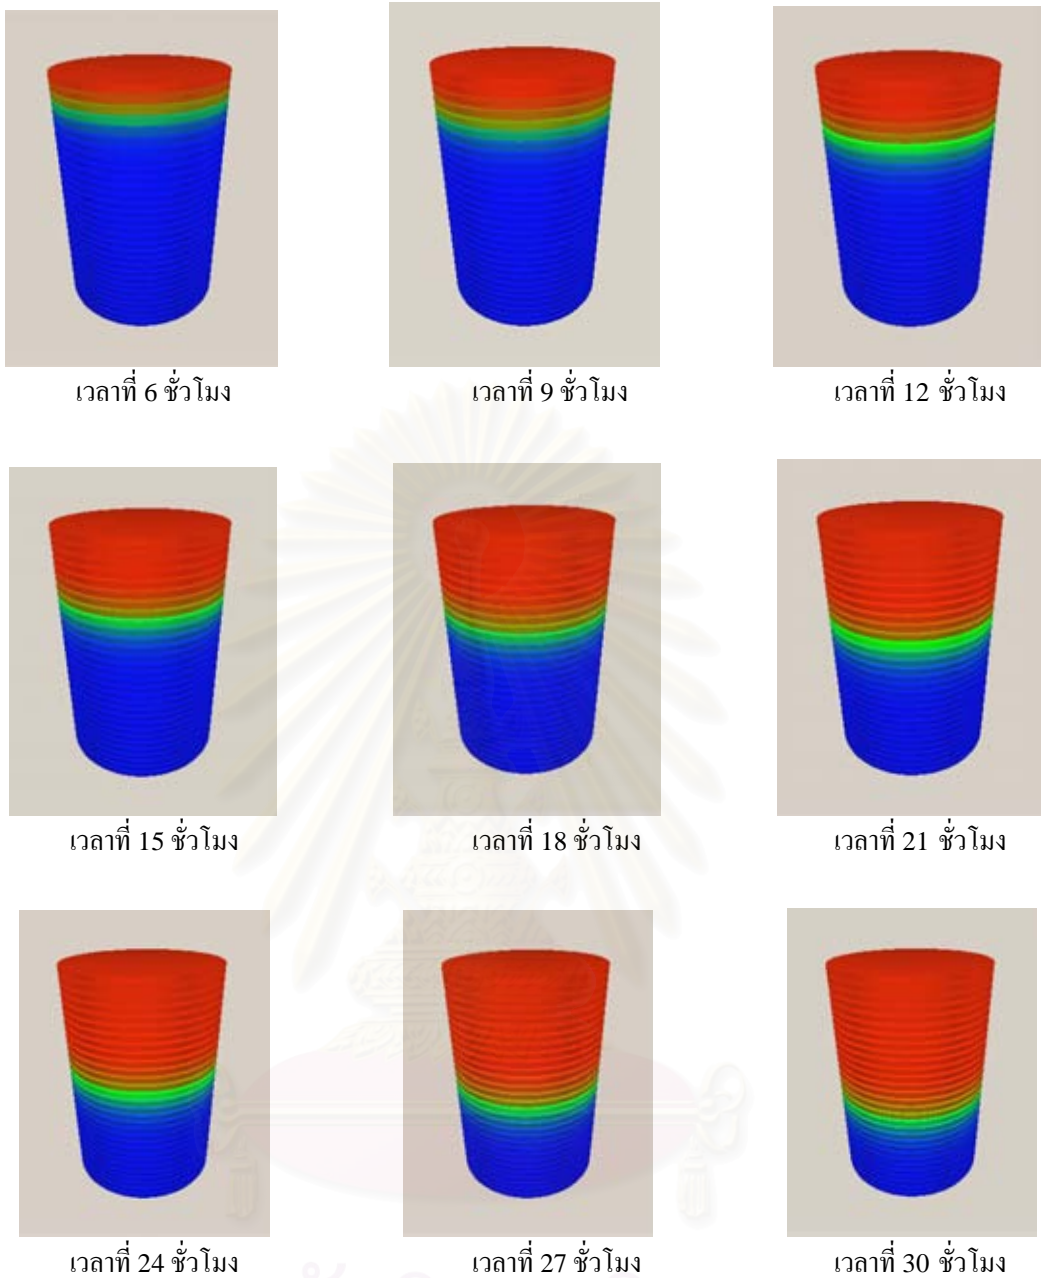 เวลาที่ 6 ชั่วโมง
เวลาที่ 9 ชั่วโมง
เวลาที่ 12 ชั่วโมง
เวลาที่ 15 ชั่วโมง
เวลาที่ 18 ชั่วโมง
เวลาที่ 21 ชั่วโมง
เวลาที่ 24 ชั่วโมง
เวลาที่ 27 ชั่วโมง
เวลาที่ 30 ชั่วโมง